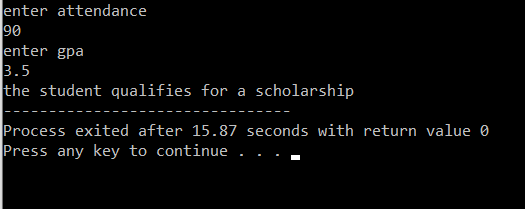 enter attendance
90
enter gpa
3.5
the student qualifies for a scholarship
--------------------------------
Process exited after 15.87 seconds with return value 0
Press any key to continue . . .